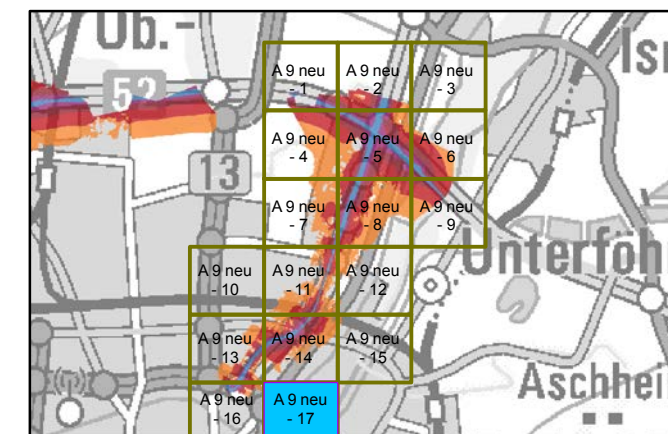 Ob.-
Isr
52
A 9 neu
- 1
A 9 neu
- 2
A 9 neu
- 3
13
A 9 neu
- 4
A 9 neu
- 5
A 9 neu
- 6
A 9 neu
- 7
A 9 neu
- 8
A 9 neu
- 9
Unterföh
A 9 neu
- 10
A 9 neu
- 11
A 9 neu
- 12
A 9 neu
- 13
A 9 neu
- 14
A 9 neu
- 15
Aschhei
A 9 neu
- 16
A 9 neu
- 17